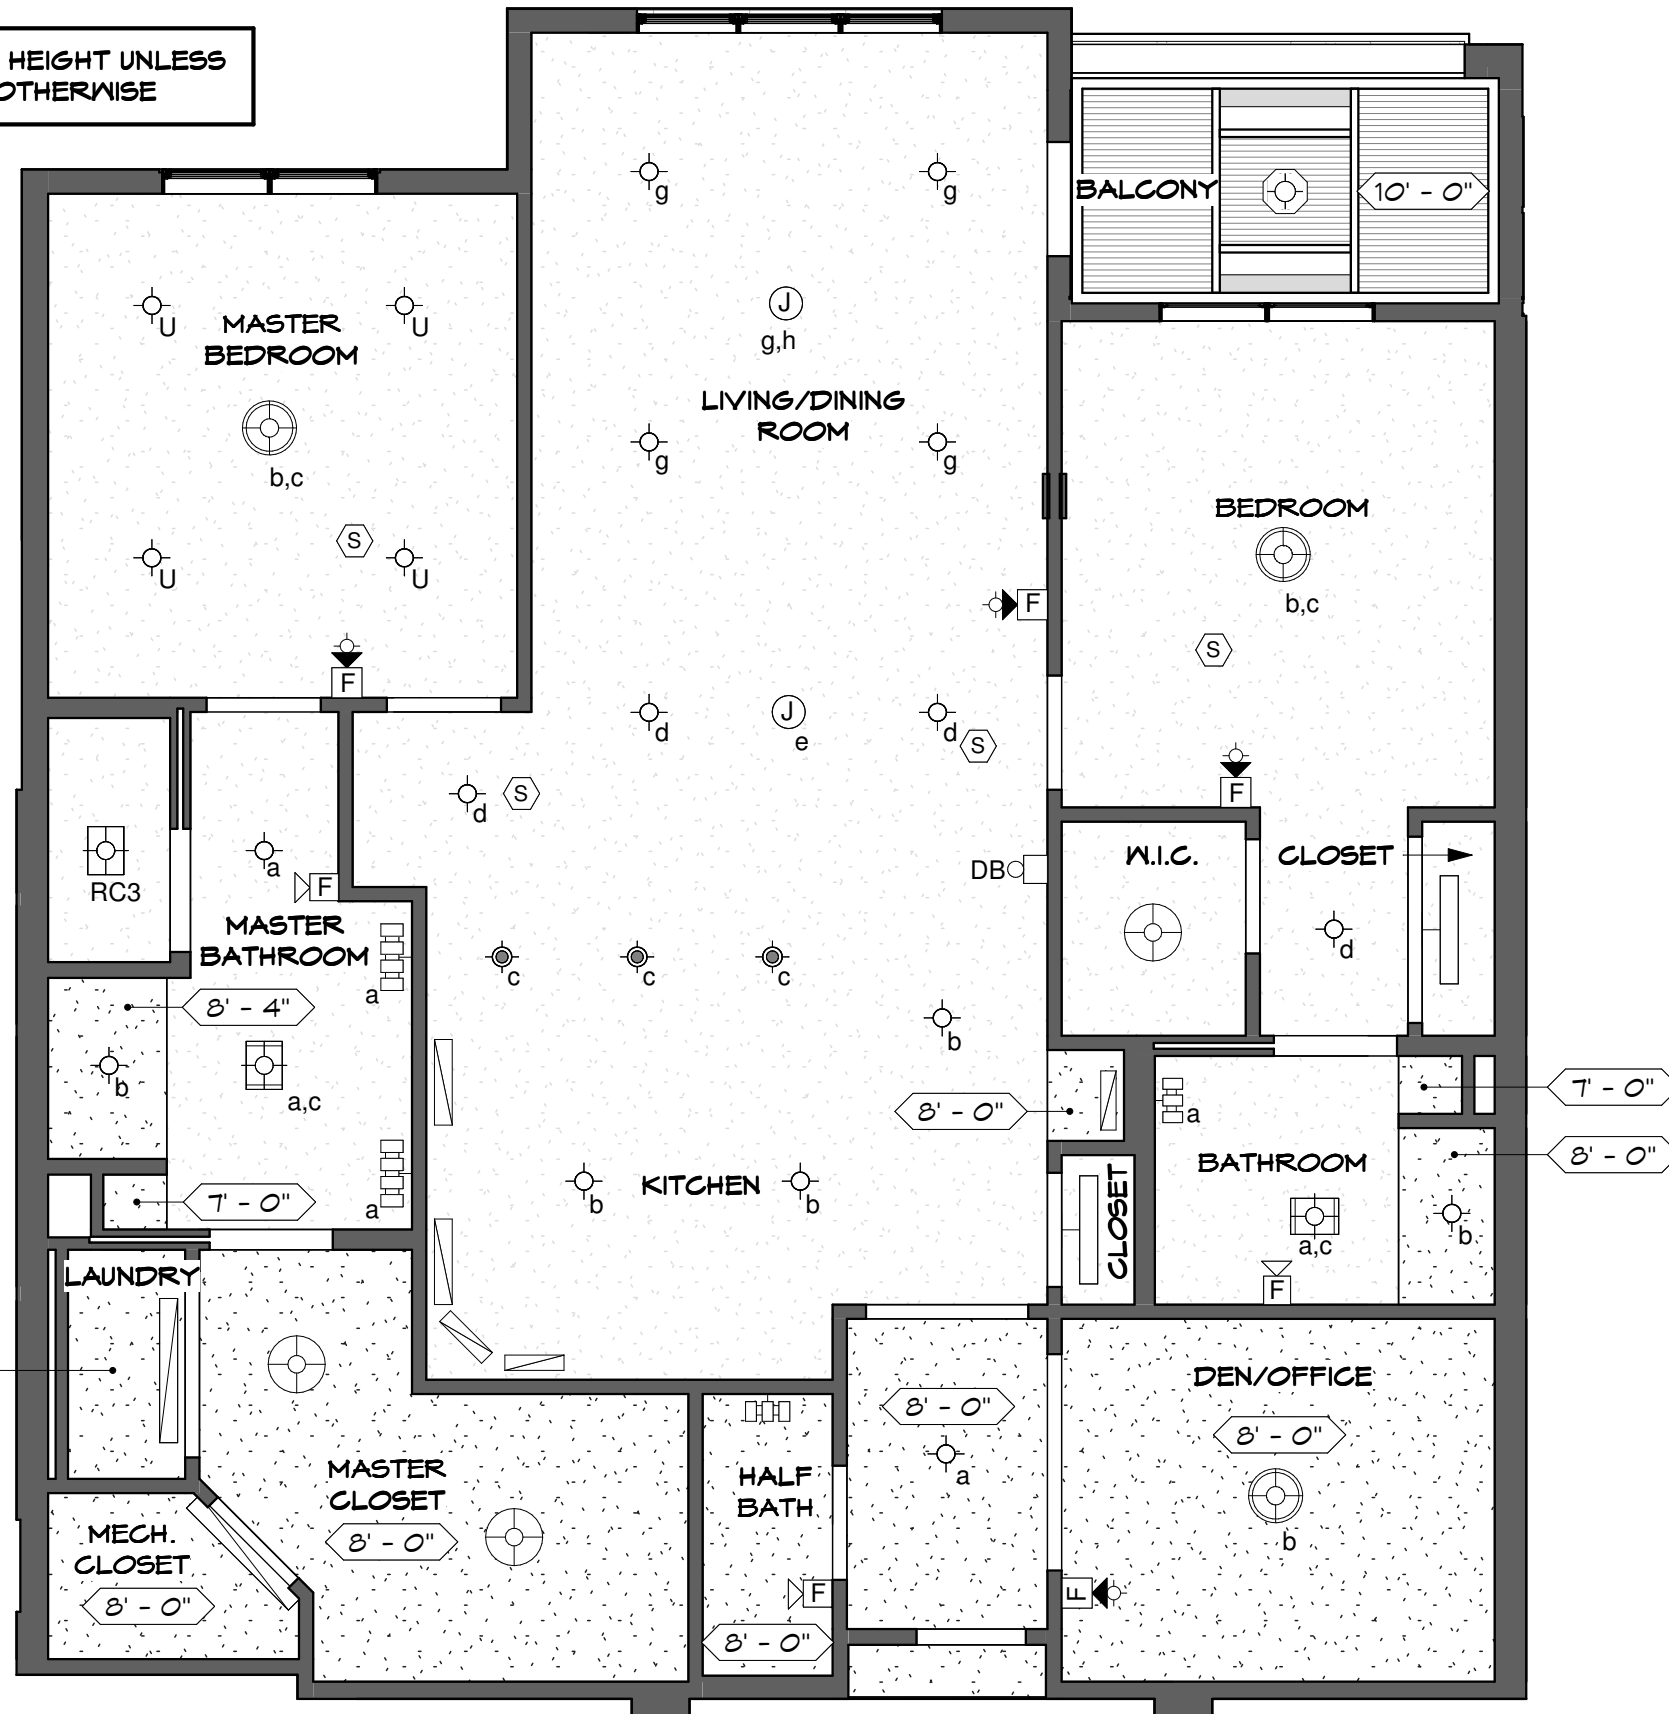 HEIGHT UNLESS
OTHERWISE
g
g
BALCONY
10' - 0"
U
U
MASTER
BEDROOM
J
g,h
LIVING/DINING
ROOM
g
g
b,c
S
U
U
BEDROOM
b,c
F
S
F
d
J
e
d
S
F
d
S
a
RC3
F
DB
W.I.C.
CLOSET
MASTER
BATHROOM
d
c
c
c
a
8' - 4"
b
b
a,c
8' - 0"
a
7' - 0"
8' - 0"
BATHROOM
KITCHEN
b
b
7' - 0"
a
CLOSET
a,c
b
F
LAUNDRY
DEN/OFFICE
8' - 0"
8' - 0"
a
MASTER
CLOSET
8' - 0"
HALF
BATH
b
MECH.
CLOSET
8' - 0"
F
F
8' - 0"